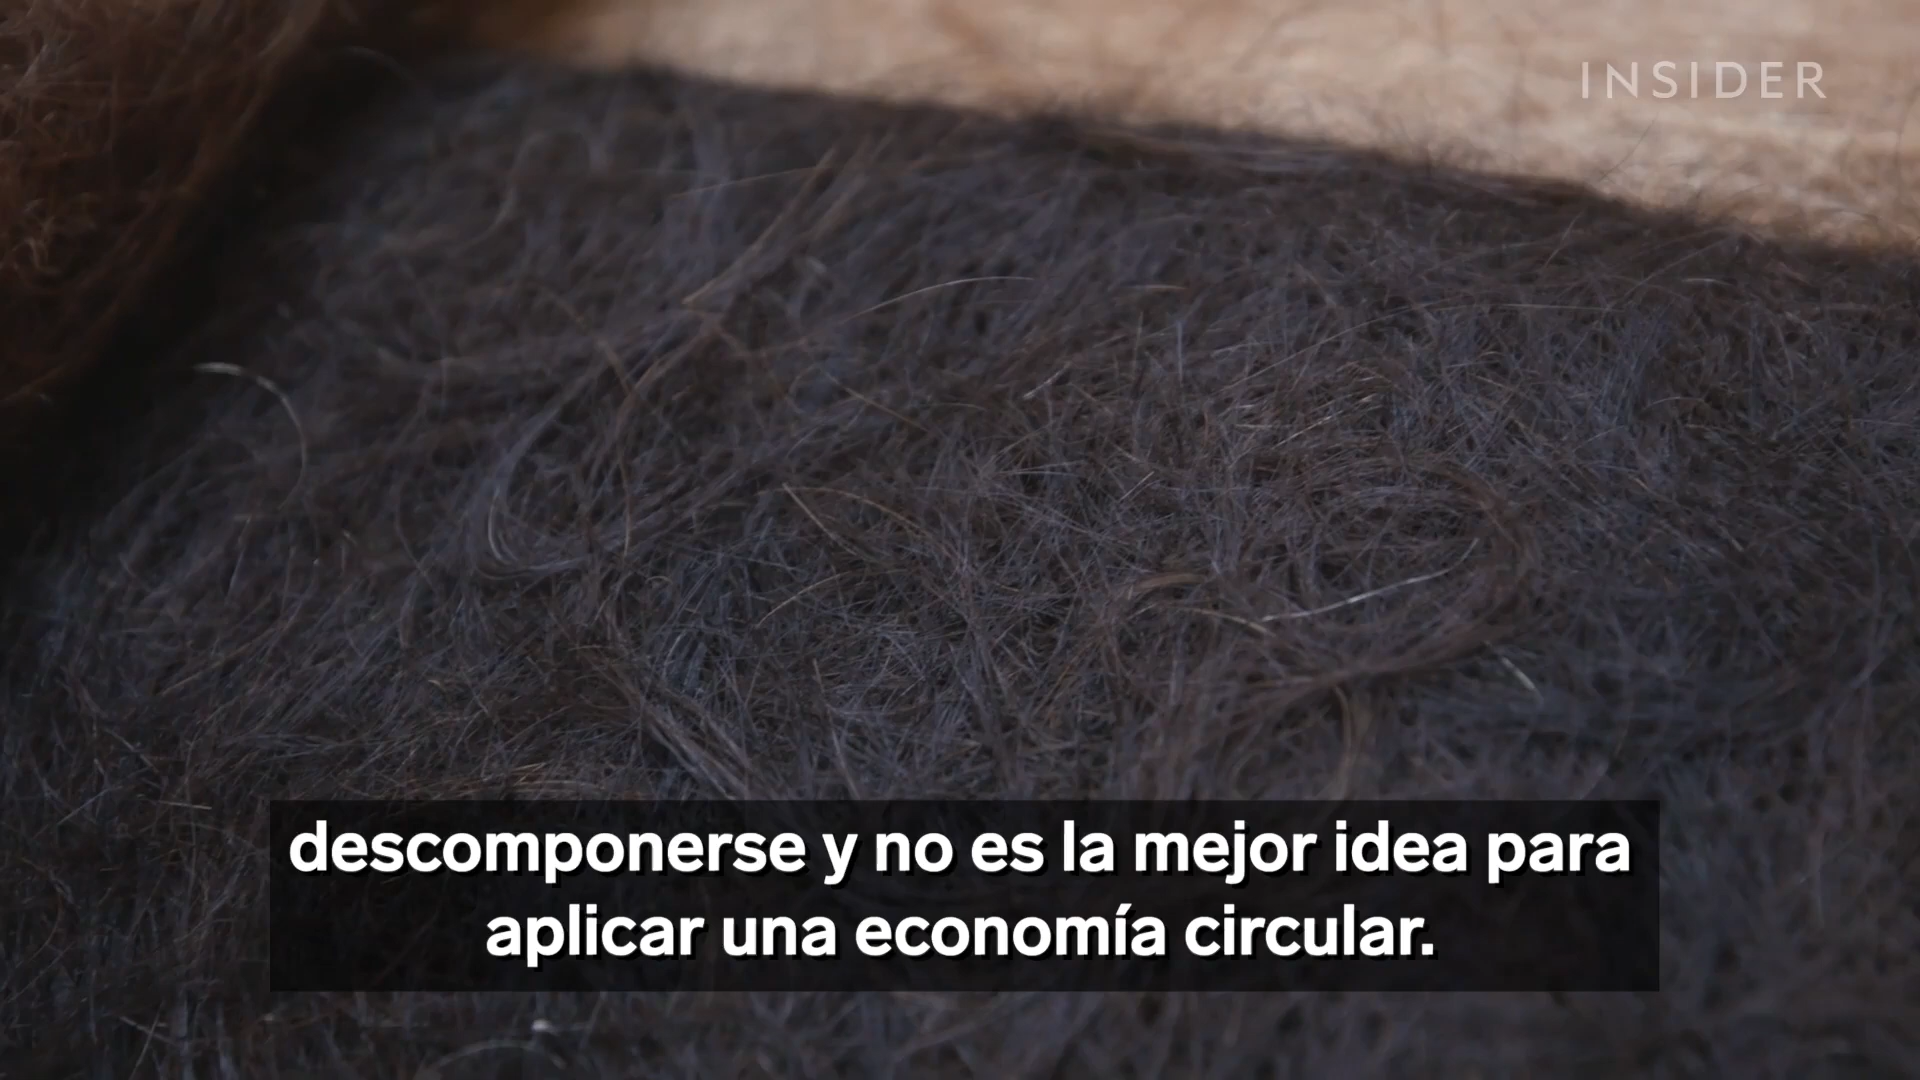 INSIDER
descomponerse y no es la mejor idea para
aplicar una economía circular.